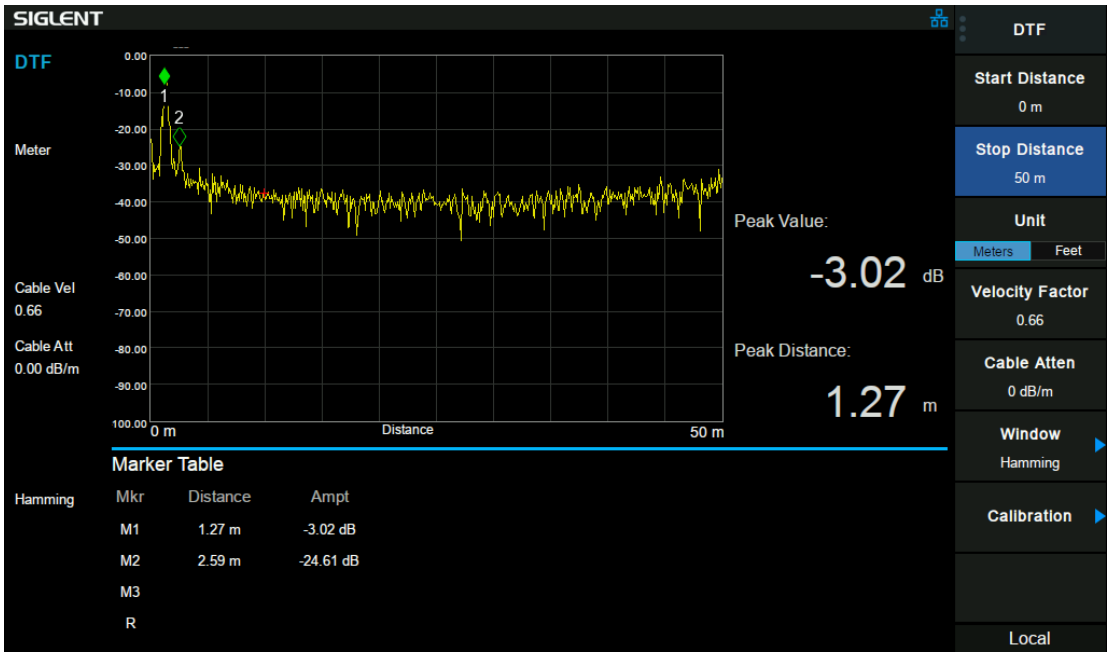 SIGLENT
DTF
---
0.00
-10.00
1
2
-20.00
Meter
-30.00
-40.00
-50.00
-60.00
Cable Vel
0.66
-70.00
Cable Att
0.00 dB/m
-80.00
-90.00
100.00
0 m
Distance
50 m
Peak Value:
-3.02 dB
Peak Distance:
1.27 m
Marker Table
Hamming
Mkr Distance Ampt
M1 1.27 m -3.02 dB
M2 2.59 m -24.61 dB
M3
R
DTF
Start Distance
0 m
Stop Distance
50 m
Unit
Meters Feet
Velocity Factor
0.66
Cable Atten
0 dB/m
Window
Hamming
Calibration
Local